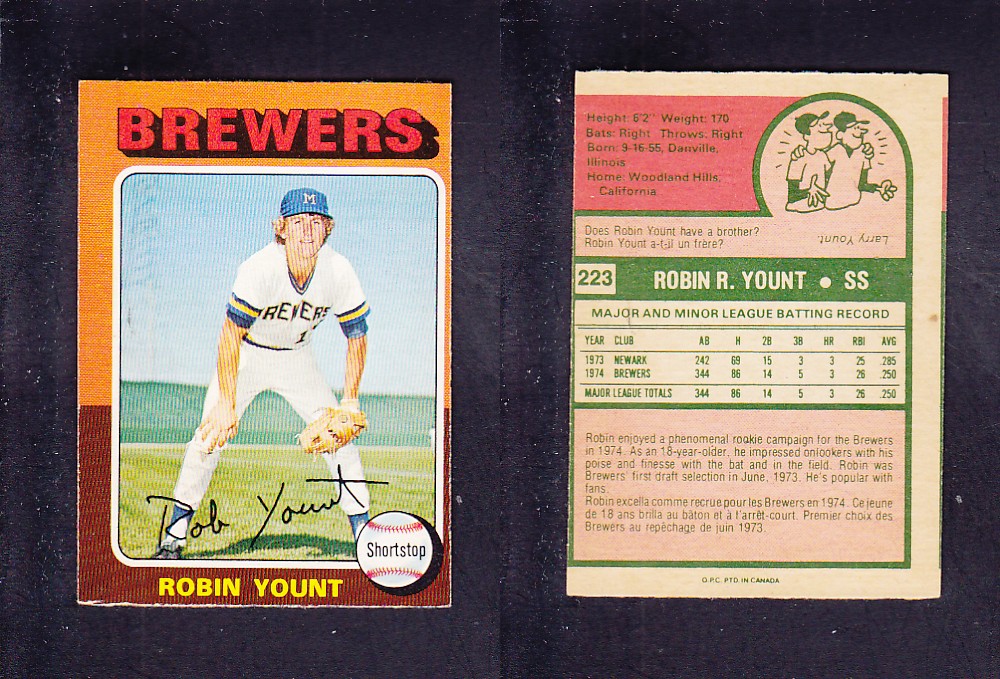 BREWERS
M
BREWERS
Rob Yount
Shortstop
ROBIN YOUNT
Height: 6'2" Weight: 170
Bats: Right Throws: Right
Born: 9-16-55, Danville,
Illinois
Home: Woodland Hills,
California
Does Robin Yount have a brother?
Robin Yount a-t-il un frère?
Larry Yount
223 ROBIN R. YOUNT • SS
MAJOR AND MINOR LEAGUE BATTING RECORD
YEAR CLUB AB H 2B 3B HR RBI AVG
1973 NEWARK 242 69 15 3 3 25 .285
1974 BREWERS 344 86 14 5 3 26 .250
MAJOR LEAGUE TOTALS 344 86 14 5 3 26 .250
Robin enjoyed a phenomenal rookie campaign for the Brewers
in 1974. As an 18-year-older, he impressed onlookers with his
poise and finesse with the bat and in the field. Robin was
Brewers' first draft selection in June, 1973. He's popular with
fans.
Robin excella comme recrue pour les Brewers en 1974. Ce jeune
de 18 ans brilla au bâton et à l'arrêt-court. Premier choix des
Brewers au repêchage de juin 1973.
O.P.C. PTD. IN CANADA